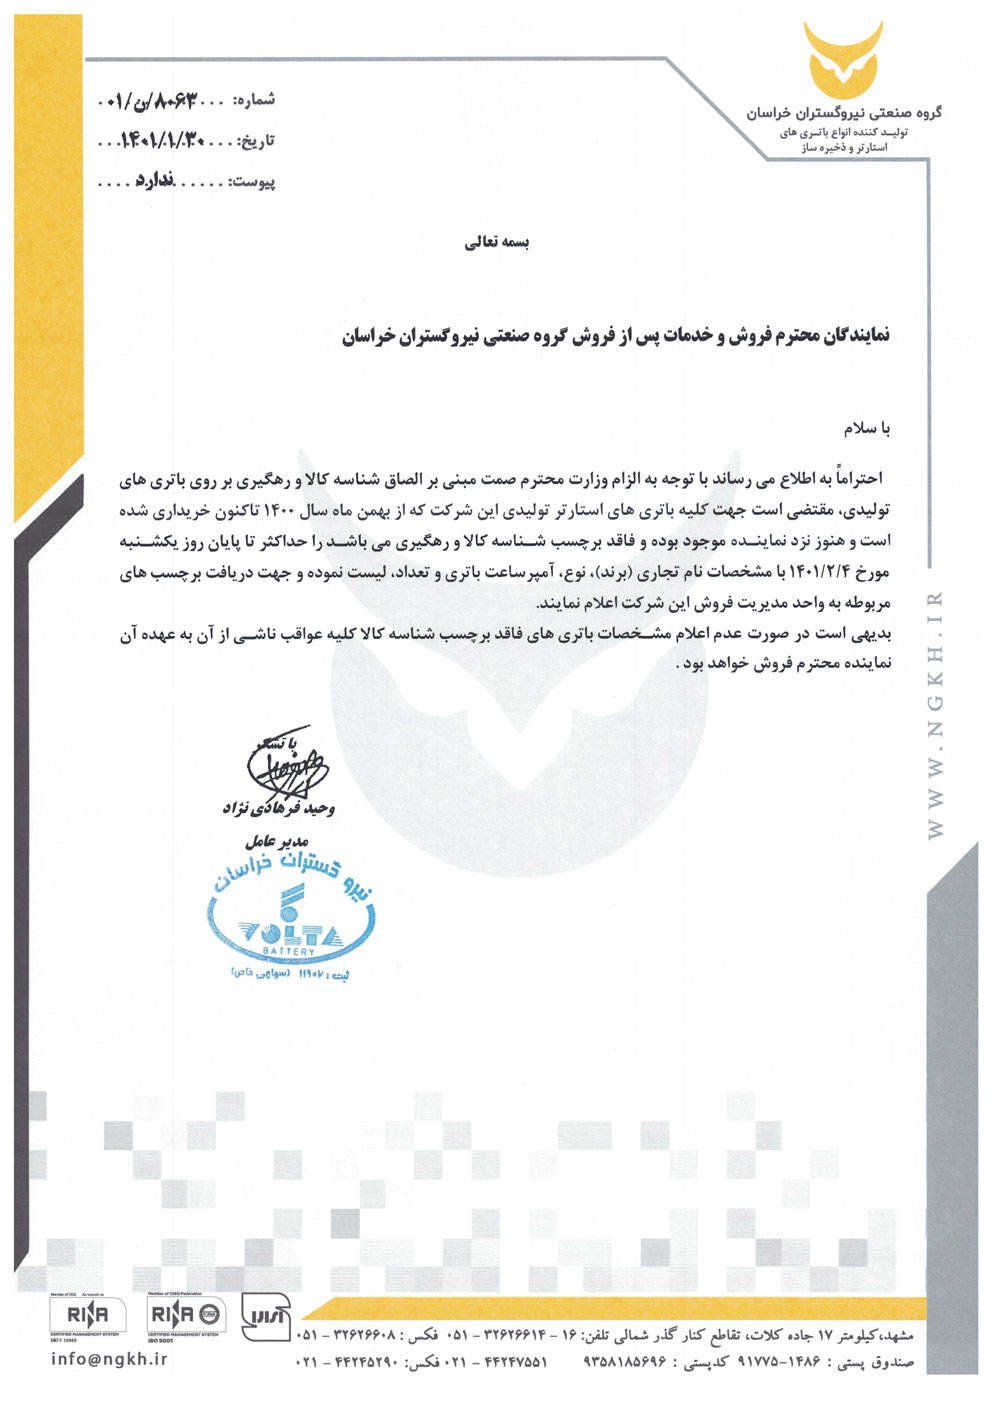 گروه صنعتی نیروگستران خراسان
تولید کننده انواع باتری های
استارتر و ذخیره ساز
شماره: ...۸۰۶۳/ن/۰۱..
تاریخ:....۱۴۰۱/۱/۳۰...
پیوست:......ندارد....
بسمه تعالی
نمایندگان محترم فروش و خدمات پس از فروش گروه صنعتی نیروگستران خراسان
با سلام
احتراماً به اطلاع می رساند با توجه به الزام وزارت محترم صمت مبنی بر الصاق شناسه کالا و رهگیری بر روی باتری های
تولیدی، مقتضی است جهت کلیه باتری های استارتر تولیدی این شرکت که از بهمن ماه سال ۱۴۰۰ تاکنون خریداری شده
است و هنوز نزد نماینده موجود بوده و فاقد برچسب شناسه کالا و رهگیری می باشد را حداکثر تا پایان روز یکشنبه
مورخ ۱۴۰۱/۲/۴ با مشخصات نام تجاری (برند)، نوع، آمپرساعت باتری و تعداد، لیست نموده و جهت دریافت برچسب های
مربوطه به واحد مدیریت فروش این شرکت اعلام نمایند.
بدیهی است در صورت عدم اعلام مشخصات باتری های فاقد برچسب شناسه کالا کلیه عواقب ناشی از آن به عهده آن
نماینده محترم فروش خواهد بود .
با تشکر
وحید فرهادی نژاد
مدیر عامل
نیرو گستران خراسان
VOLTA
BATTERY
ثبت : ۱۱۹۰۷ (سهامی خاص)
WWW.NGKH.IR
RINA
CERTIFIED MANAGEMENT SYSTEM
RINA
CERTIFIED MANAGEMENT SYSTEM
ISO 9001
info@ngkh.ir
مشهد،کیلومتر ۱۷ جاده کلات، تقاطع کنار گذر شمالی تلفن: ۱۶ - ۳۲۶۲۶۶۱۴ - ۰۵۱ فکس : ۳۲۶۲۶۶۰۸ - ۰۵۱
صندوق پستی : ۱۴۸۶-۹۱۷۷۵ کدپستی : ۹۳۵۸۱۸۵۶۹۶ ۴۴۲۴۷۵۵۱ - ۰۲۱ فکس: ۴۴۲۴۵۲۹۰ - ۰۲۱